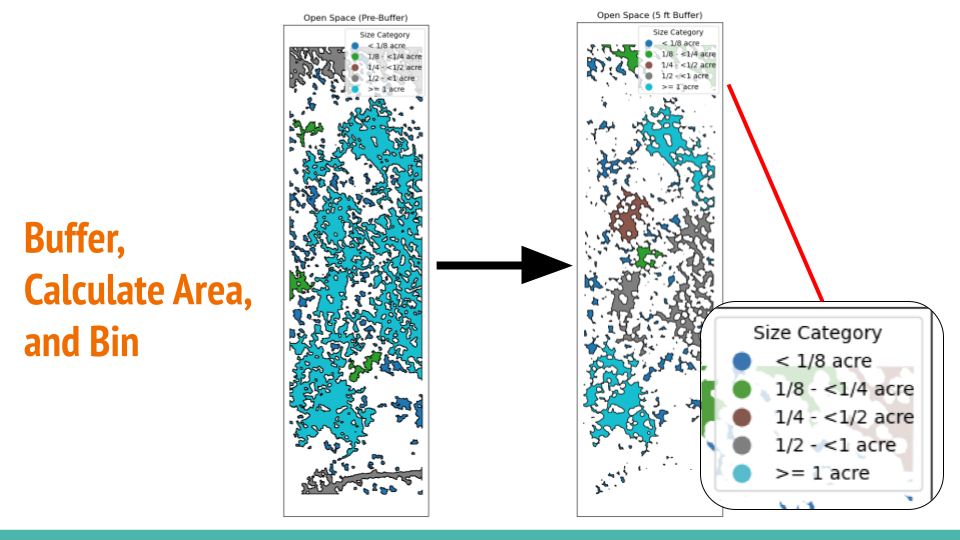 Buffer,
Calculate Area,
and Bin
Open Space (Pre-Buffer)
Size Category
< 1/8 acre
1/8 - <1/4 acre
1/4 - <1/2 acre
1/2 - <1 acre
>= 1 acre
Open Space (5 ft Buffer)
Size Category
< 1/8 acre
1/8 - <1/4 acre
1/4 - <1/2 acre
1/2 - <1 acre
>= 1 acre
Size Category
< 1/8 acre
1/8 - <1/4 acre
1/4 - <1/2 acre
1/2 - <1 acre
>= 1 acre